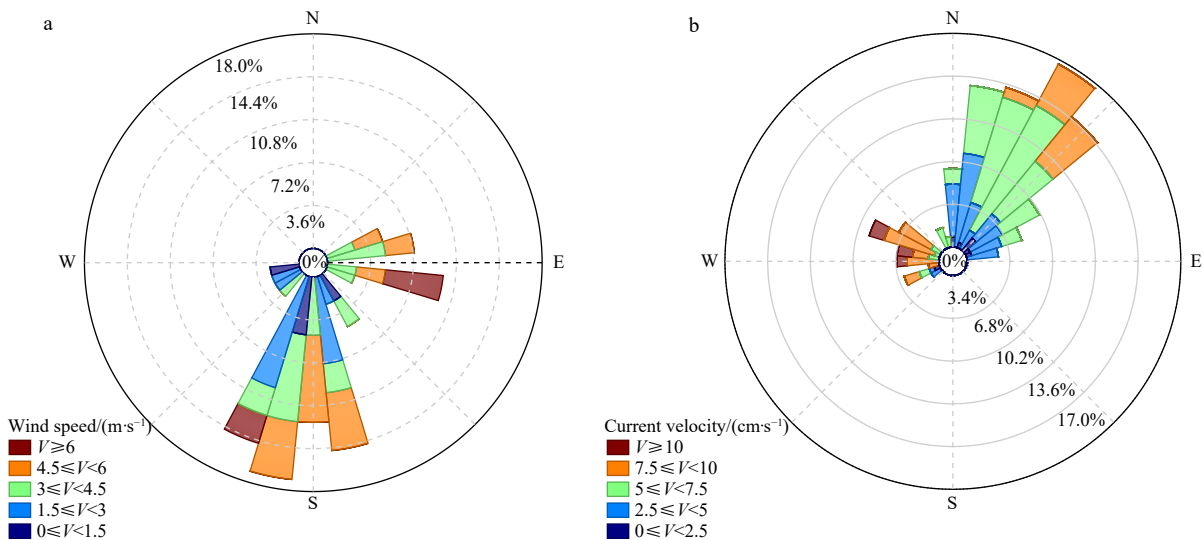 a
N
18.0%
14.4%
10.8%
7.2%
3.6%
0%
W
E
S
Wind speed/(m·s⁻¹)
V≥6
4.5≤V<6
3≤V<4.5
1.5≤V<3
0≤V<1.5
b
N
W
0%
E
3.4%
6.8%
10.2%
13.6%
17.0%
S
Current velocity/(cm·s⁻¹)
V≥10
7.5≤V<10
5≤V<7.5
2.5≤V<5
0≤V<2.5